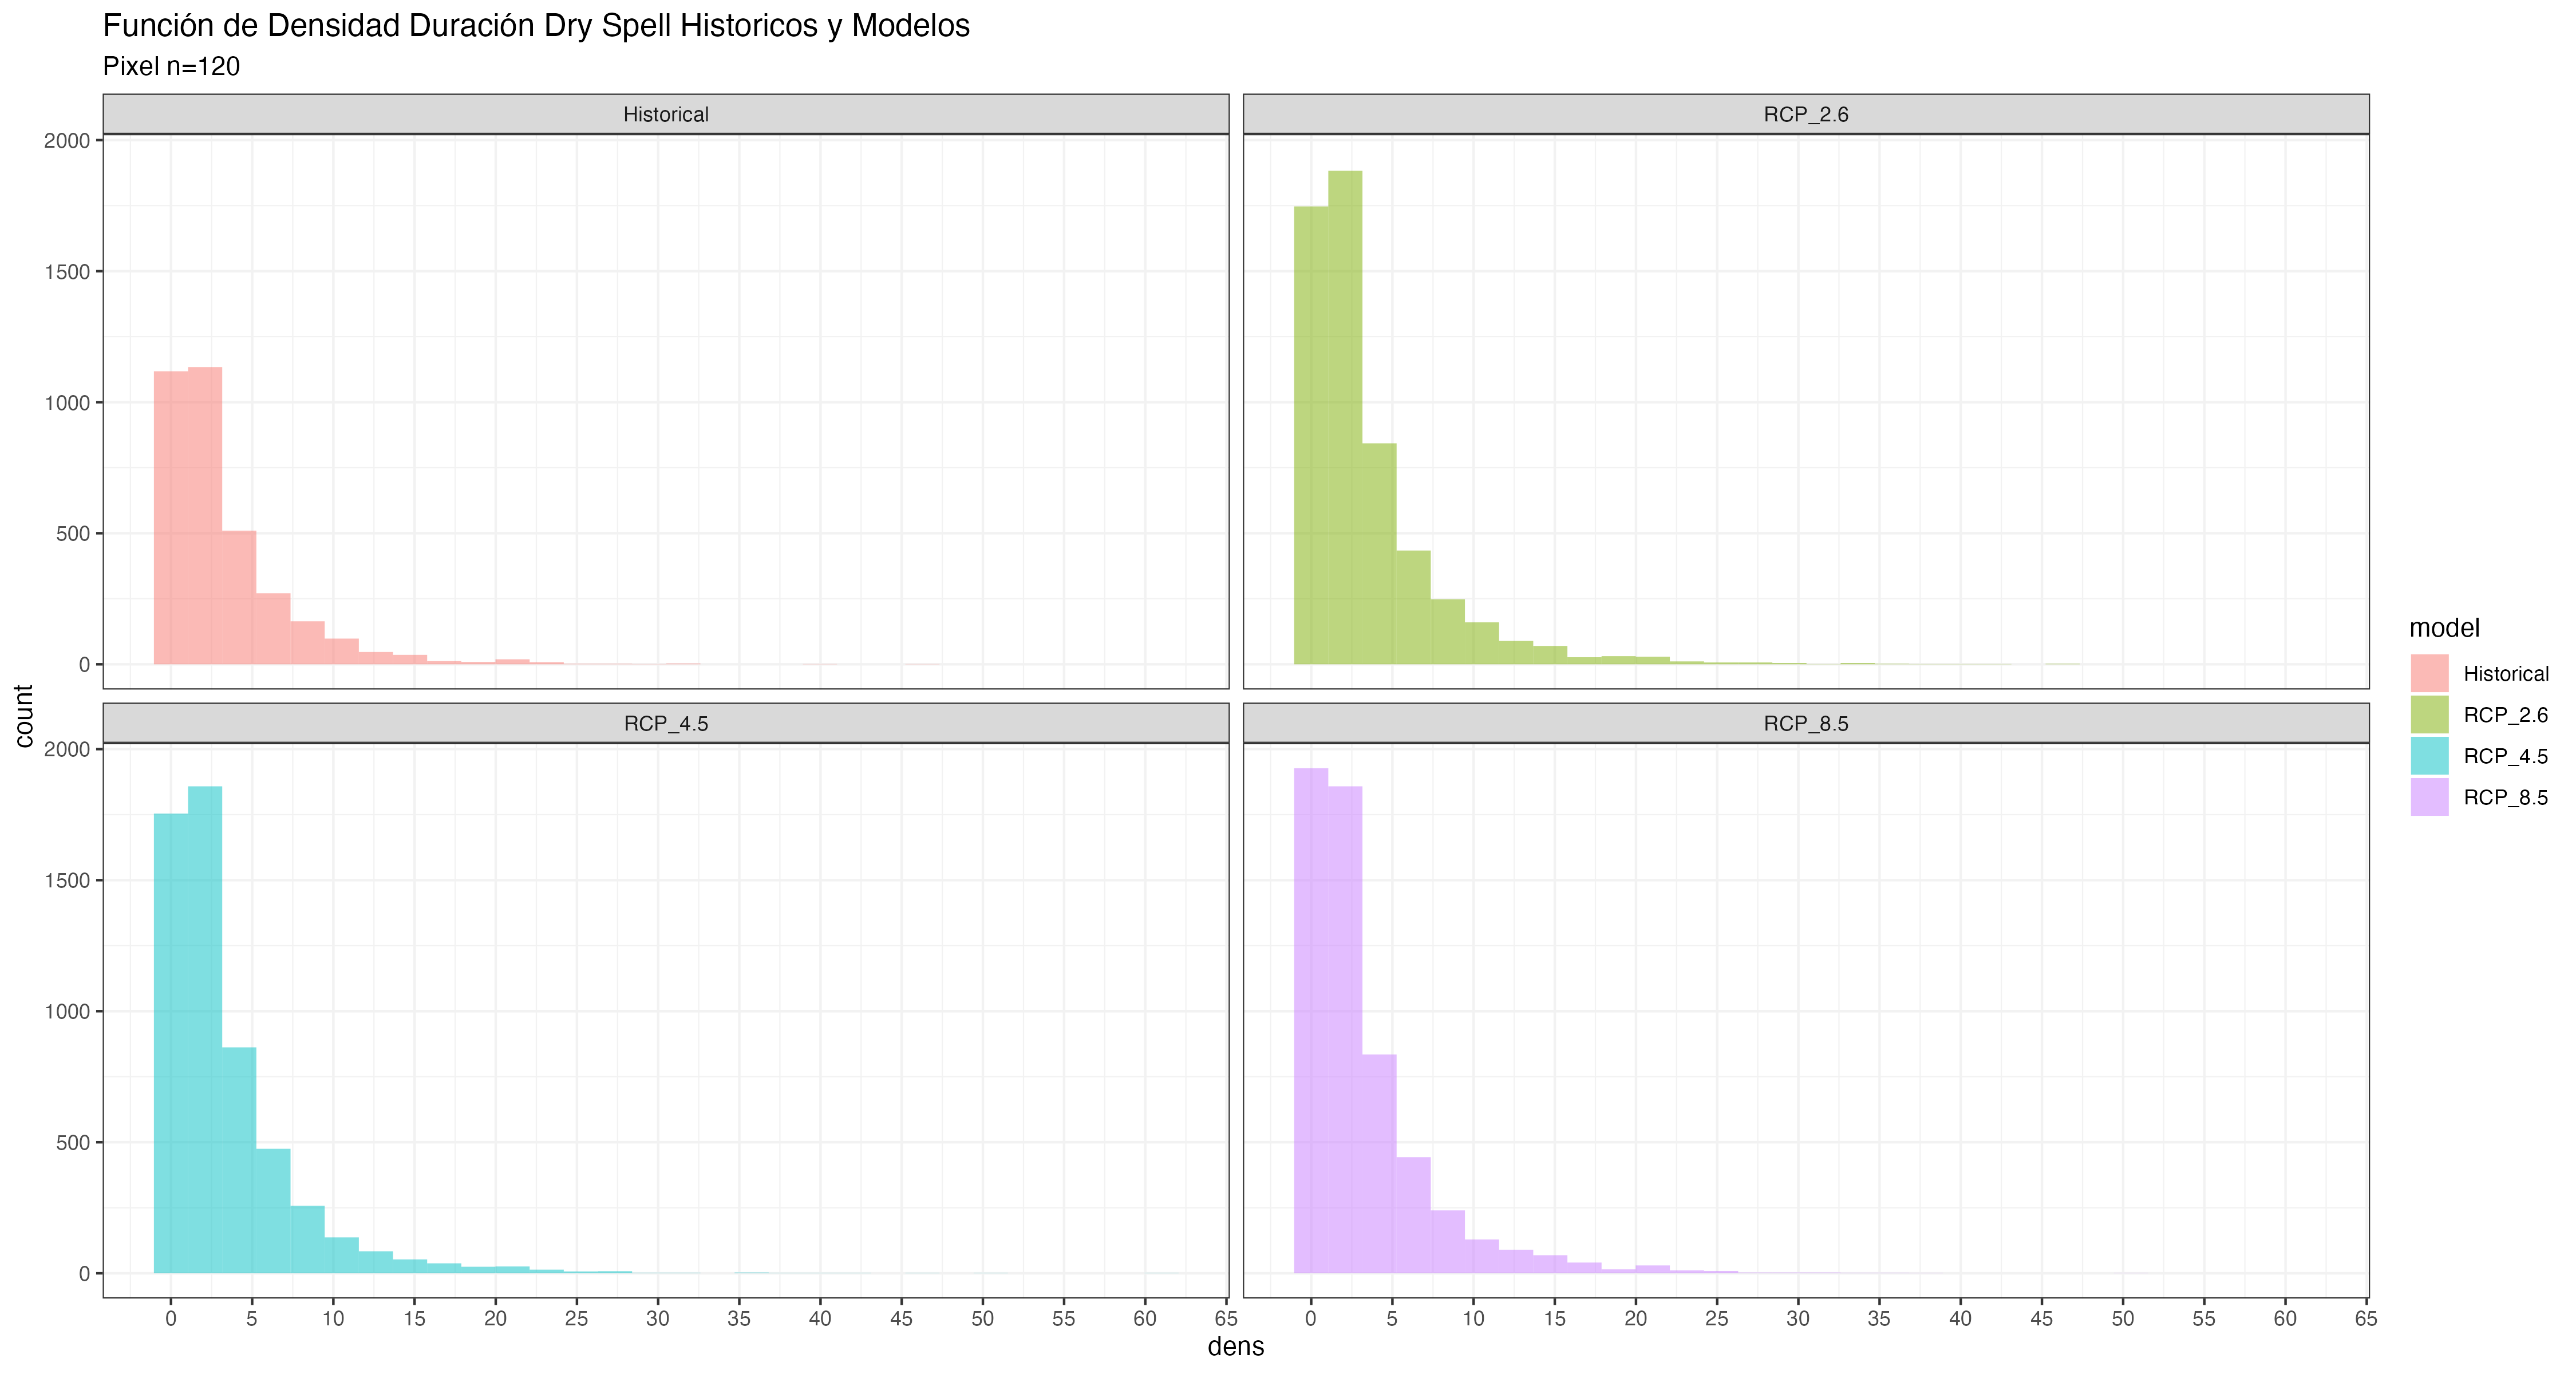 Función de Densidad Duración Dry Spell Historicos y Modelos
Pixel n=120
Historical
RCP_2.6
2000
1500
1000
500
0
RCP_4.5
RCP_8.5
2000
1500
1000
500
0
0 5 10 15 20 25 30 35 40 45 50 55 60 65
0 5 10 15 20 25 30 35 40 45 50 55 60 65
dens
count
model
Historical
RCP_2.6
RCP_4.5
RCP_8.5